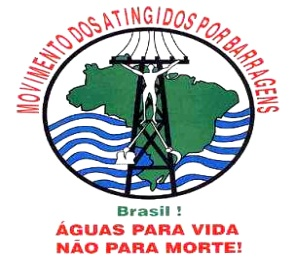 MOVIMENTO DOS ATINGIDOS POR BARRAGENS
Brasil !
ÁGUAS PARA VIDA
NÃO PARA MORTE!